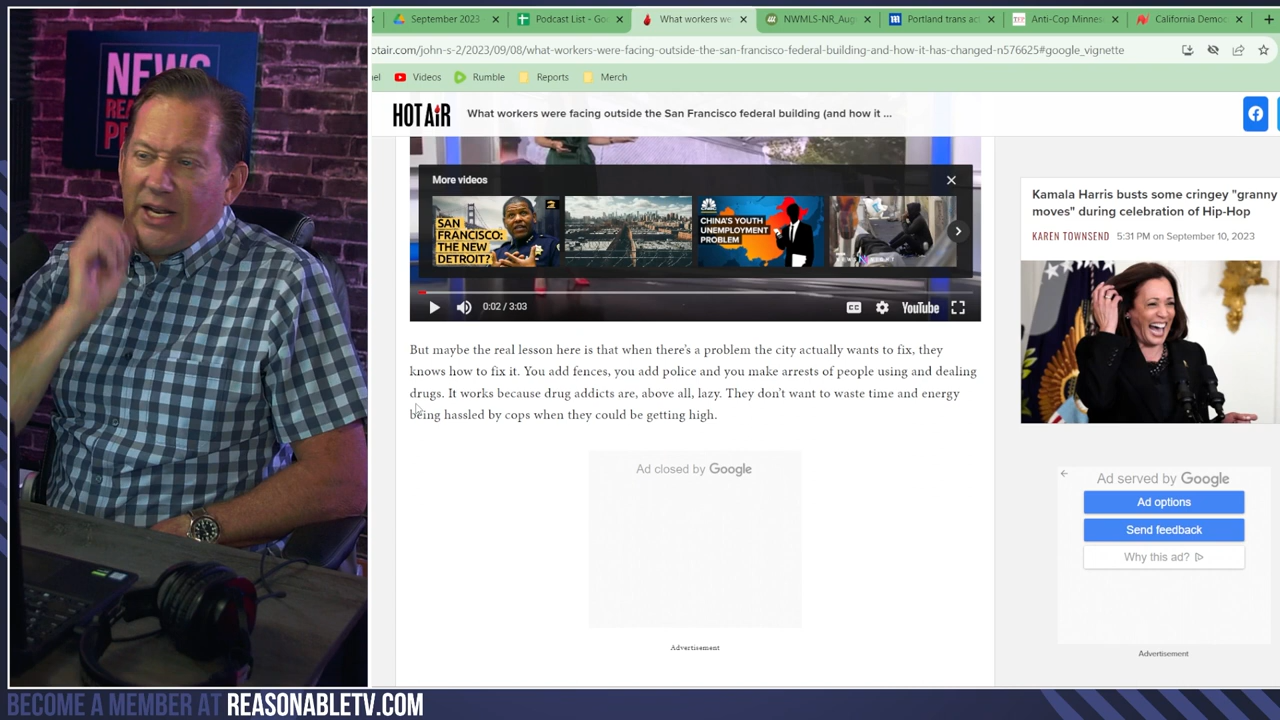 NEWS
REA
PE
September 2023
Podcast List - Go
What workers we
NWMLS-NR_Aug
Portland trans ac
Anti-Cop Minnes
California Democ
otair.com/john-s-2/2023/09/08/what-workers-were-facing-outside-the-san-francisco-federal-building-and-how-it-has-changed-n576625#google_vignette
el
Videos
Rumble
Reports
Merch
HOT AIR
What workers were facing outside the San Francisco federal building (and how it ...
More videos
SAN
FRANCISCO:
THE NEW
DETROIT?
2
CNBC
CHINA'S YOUTH
UNEMPLOYMENT
PROBLEM
0:02 / 3:03
CC
YouTube
But maybe the real lesson here is that when there's a problem the city actually wants to fix, they
knows how to fix it. You add fences, you add police and you make arrests of people using and dealing
drugs. It works because drug addicts are, above all, lazy. They don't want to waste time and energy
being hassled by cops when they could be getting high.
Ad closed by Google
Advertisement
Kamala Harris busts some cringey "granny
moves" during celebration of Hip-Hop
KAREN TOWNSEND 5:31 PM on September 10, 2023
Ad served by Google
Ad options
Send feedback
Why this ad?
Advertisement
BECOME A MEMBER AT REASONABLETV.COM